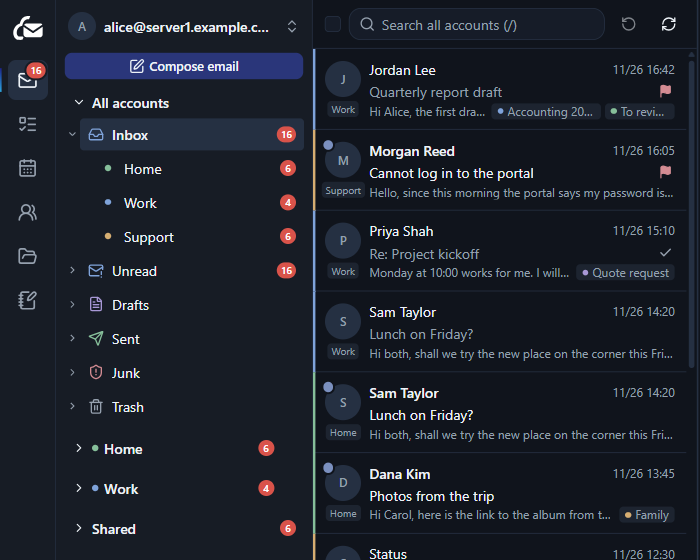 16
A
alice@server1.example.c...
Compose email
All accounts
Inbox 16
Home 6
Work 4
Support 6
Unread 16
Drafts
Sent
Junk
Trash
Home 6
Work 4
Shared 6
Search all accounts (/)
J
Work
Jordan Lee 11/26 16:42
Quarterly report draft
Hi Alice, the first dra... Accounting 20... To revi...
M
Support
Morgan Reed 11/26 16:05
Cannot log in to the portal
Hello, since this morning the portal says my password is...
P
Work
Priya Shah 11/26 15:10
Re: Project kickoff
Monday at 10:00 works for me. I will... Quote request
S
Work
Sam Taylor 11/26 14:20
Lunch on Friday?
Hi both, shall we try the new place on the corner this Fri...
S
Home
Sam Taylor 11/26 14:20
Lunch on Friday?
Hi both, shall we try the new place on the corner this Fri...
D
Home
Dana Kim 11/26 13:45
Photos from the trip
Hi Carol, here is the link to the album from t... Family
Status 11/26 12:30